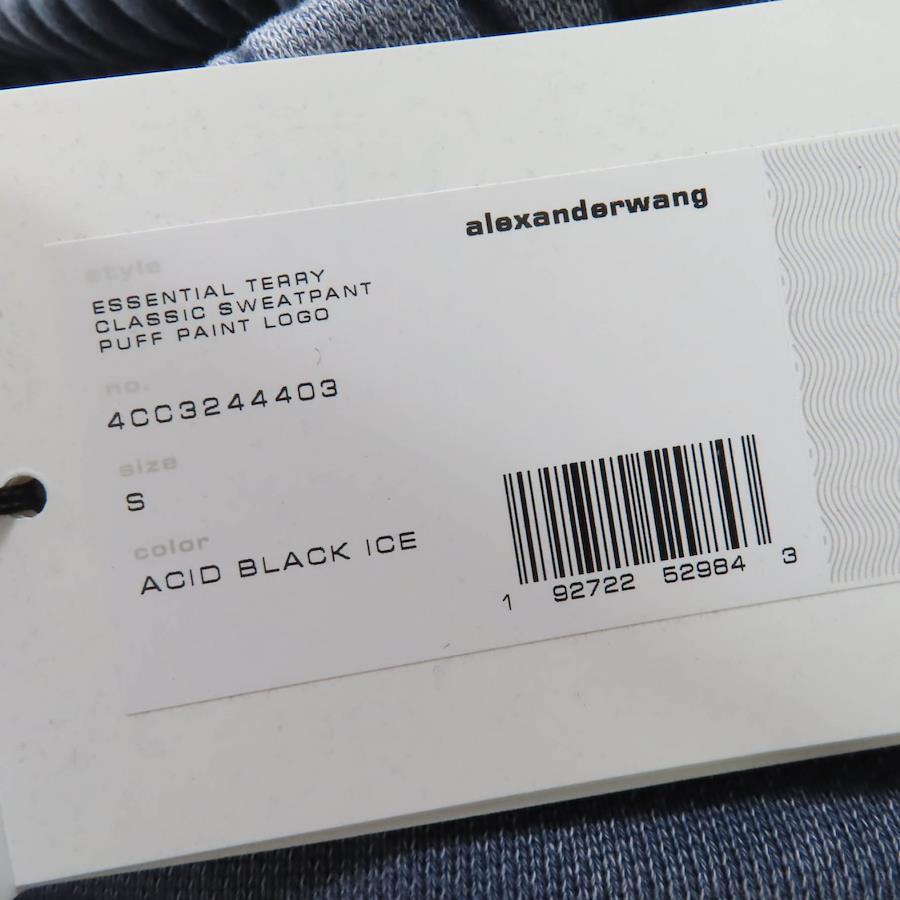 alexanderwang
style
ESSENTIAL TERRY
CLASSIC SWEATPANT
PUFF PAINT LOGO
no.
4CC3244403
size
S
color
ACID BLACK ICE
1 92722 52984 3